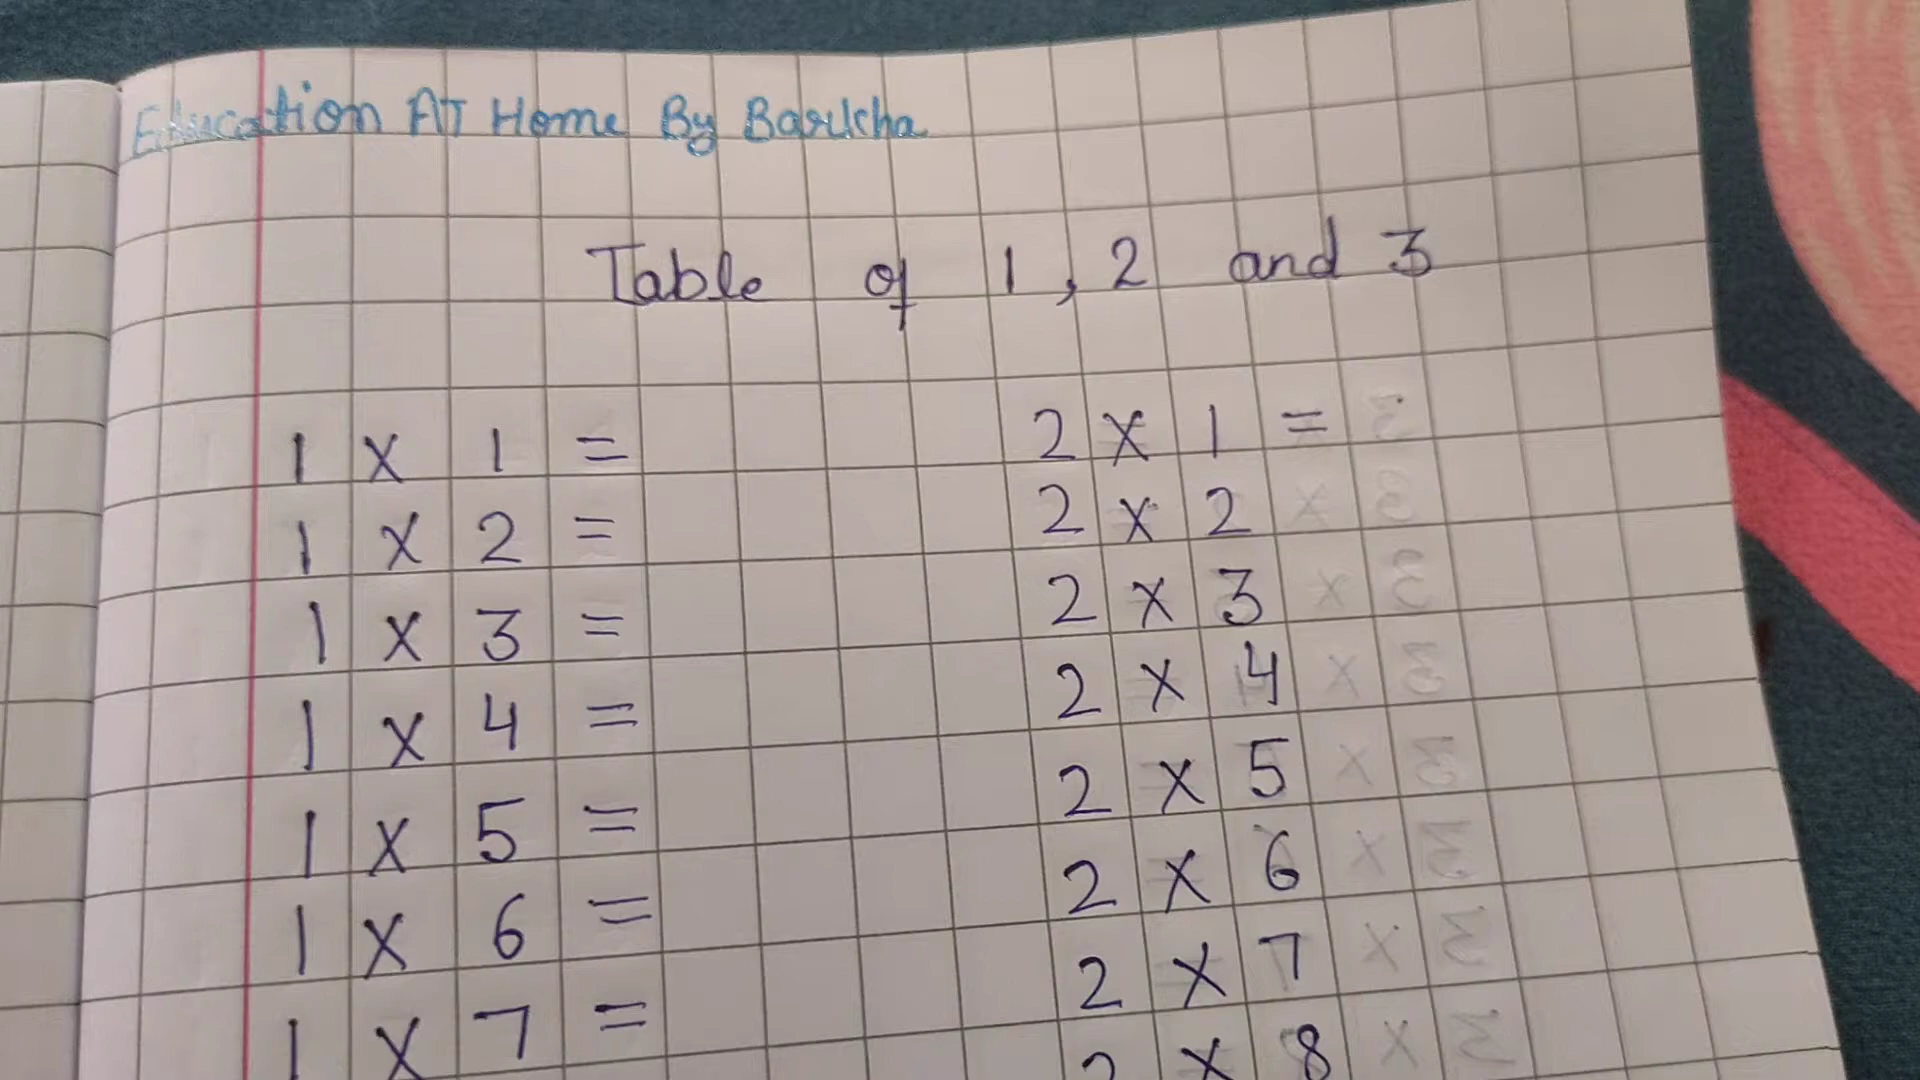 Education AT Home By Barkha
Table of 1, 2 and 3
1 X 1 =
1 X 2 =
1 X 3 =
1 X 4 =
1 X 5 =
1 X 6 =
1 X 7 =
2 X 1 =
2 X 2
2 X 3
2 X 4
2 X 5
2 X 6
2 X 7
2 X 8